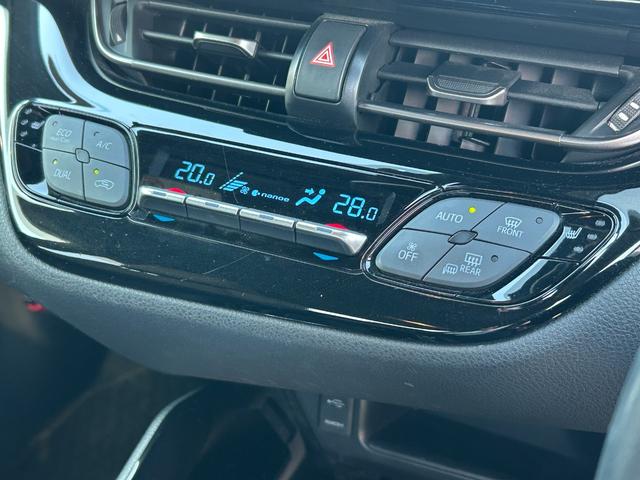 ECO
A/C
DUAL
20.0
nanoe
28.0
AUTO
FRONT
OFF
REAR